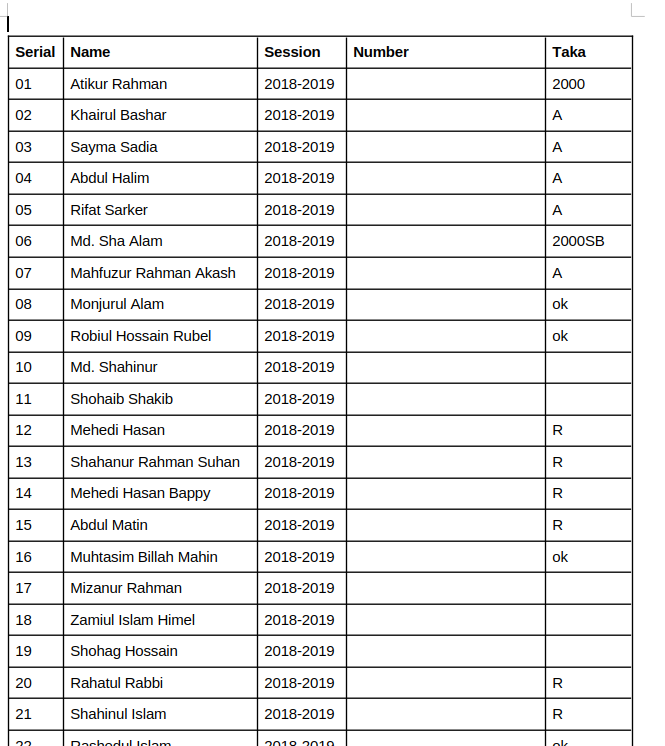 Serial Name Session Number Taka
01 Atikur Rahman 2018-2019 2000
02 Khairul Bashar 2018-2019 A
03 Sayma Sadia 2018-2019 A
04 Abdul Halim 2018-2019 A
05 Rifat Sarker 2018-2019 A
06 Md. Sha Alam 2018-2019 2000SB
07 Mahfuzur Rahman Akash 2018-2019 A
08 Monjurul Alam 2018-2019 ok
09 Robiul Hossain Rubel 2018-2019 ok
10 Md. Shahinur 2018-2019
11 Shohaib Shakib 2018-2019
12 Mehedi Hasan 2018-2019 R
13 Shahanur Rahman Suhan 2018-2019 R
14 Mehedi Hasan Bappy 2018-2019 R
15 Abdul Matin 2018-2019 R
16 Muhtasim Billah Mahin 2018-2019 ok
17 Mizanur Rahman 2018-2019
18 Zamiul Islam Himel 2018-2019
19 Shohag Hossain 2018-2019
20 Rahatul Rabbi 2018-2019 R
21 Shahinul Islam 2018-2019 R
22 Rashedul Islam 2018-2019 ok